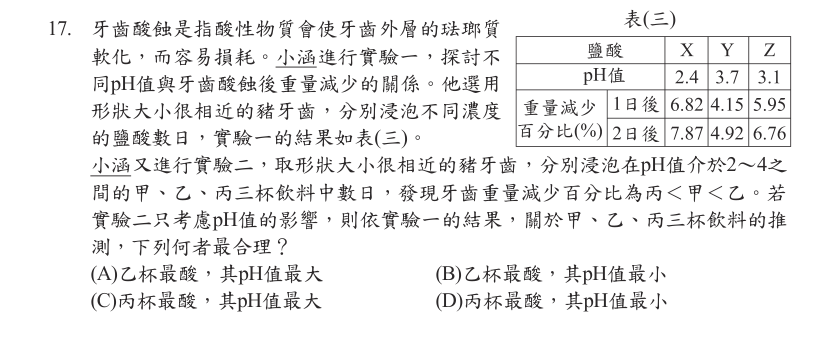 17. 牙齒酸蝕是指酸性物質會使牙齒外層的琺瑯質
軟化,而容易損耗。小涵進行實驗一,探討不
同pH值與牙齒酸蝕後重量減少的關係。他選用
形狀大小很相近的豬牙齒,分別浸泡不同濃度
的鹽酸數日,實驗一的結果如表(三)。
表(三)
鹽酸 X Y Z
pH值 2.4 3.7 3.1
重量減少百分比(%) 1日後 6.82 4.15 5.95
2日後 7.87 4.92 6.76
小涵又進行實驗二,取形狀大小很相近的豬牙齒,分別浸泡在pH值介於2～4之
間的甲、乙、丙三杯飲料中數日,發現牙齒重量減少百分比為丙<甲<乙。若
實驗二只考慮pH值的影響,則依實驗一的結果,關於甲、乙、丙三杯飲料的推
測,下列何者最合理?
(A)乙杯最酸,其pH值最大 (B)乙杯最酸,其pH值最小
(C)丙杯最酸,其pH值最大 (D)丙杯最酸,其pH值最小